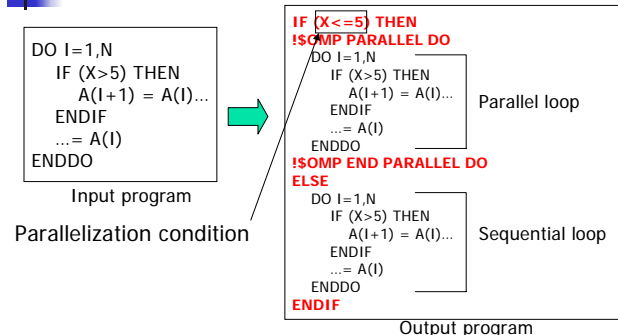 DO I=1,N
IF (X>5) THEN
A(I+1) = A(I)...
ENDIF
...= A(I)
ENDDO
Input program
Parallelization condition
IF (X<=5) THEN
!$OMP PARALLEL DO
DO I=1,N
IF (X>5) THEN
A(I+1) = A(I)...
ENDIF
...= A(I)
ENDDO
Parallel loop
!$OMP END PARALLEL DO
ELSE
DO I=1,N
IF (X>5) THEN
A(I+1) = A(I)...
ENDIF
...= A(I)
ENDDO
Sequential loop
ENDIF
Output program